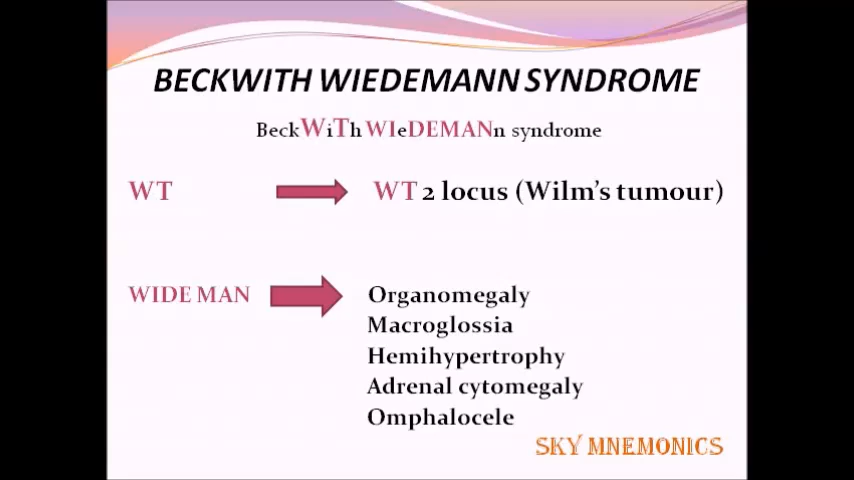 BECKWITH WIEDEMANN SYNDROME
BeckWiTh WIeDEMANn syndrome
WT WT 2 locus (Wilm's tumour)
WIDE MAN Organomegaly
Macroglossia
Hemihypertrophy
Adrenal cytomegaly
Omphalocele
SKY MNEMONICS